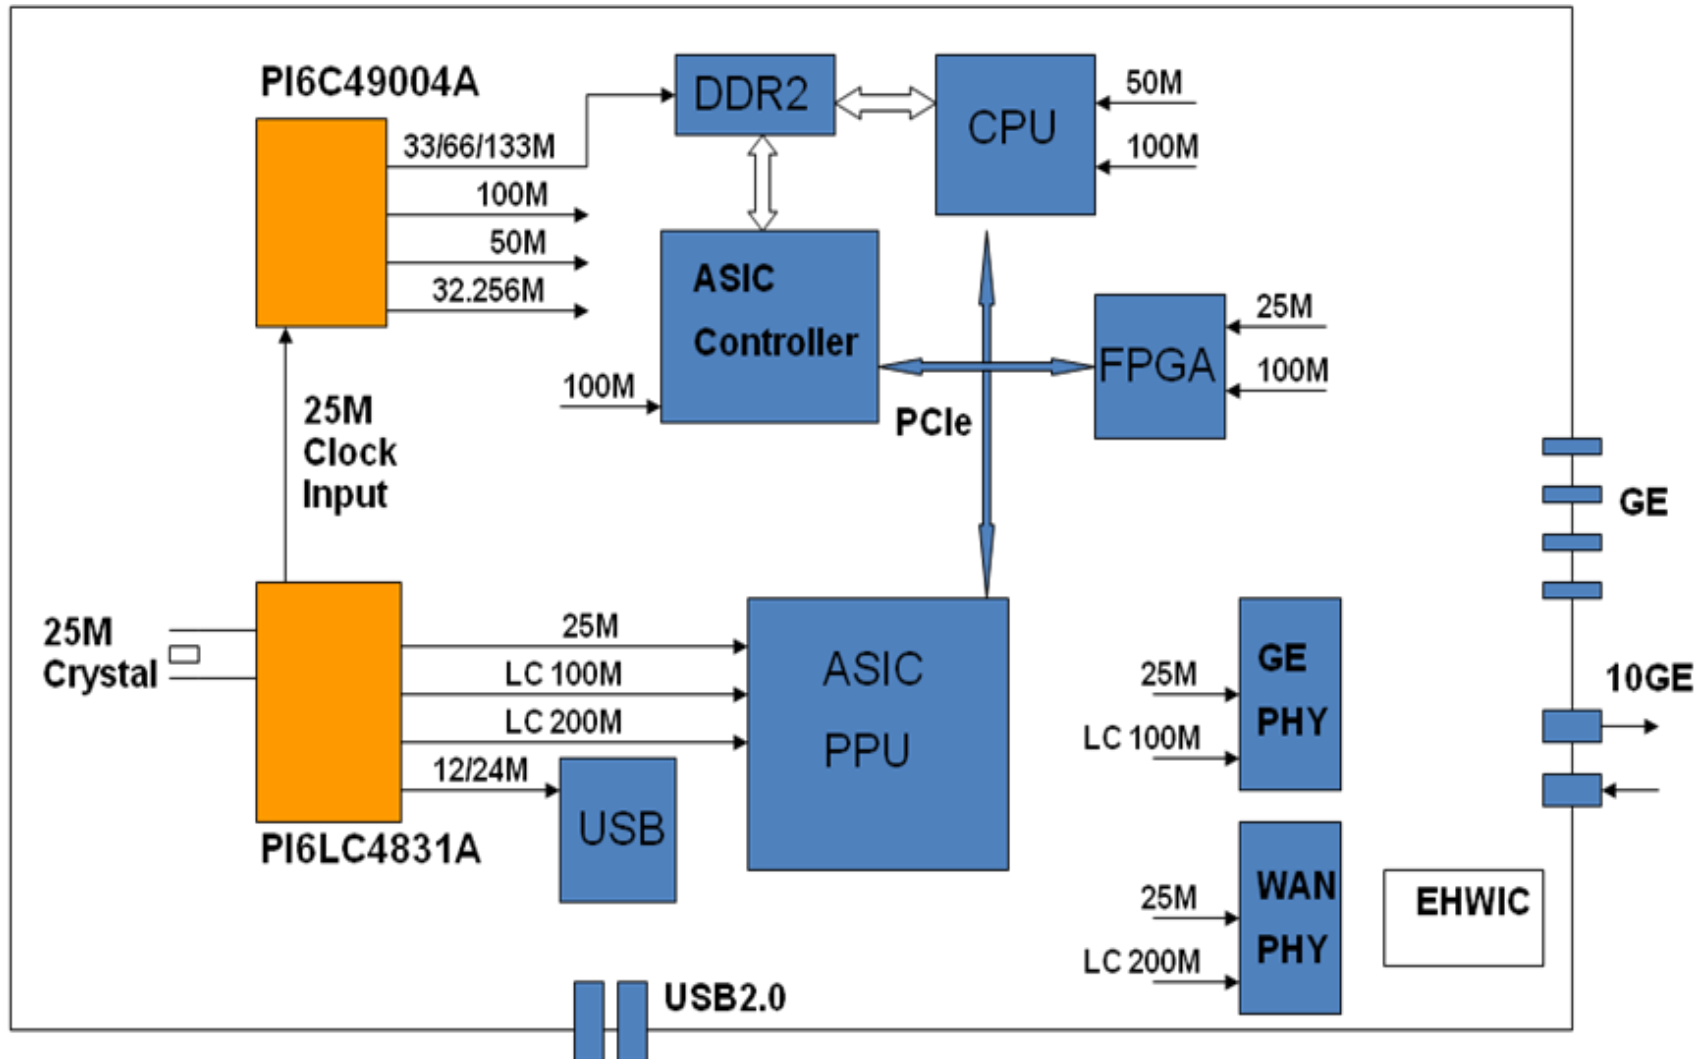 PI6C49004A
33/66/133M
100M
50M
32.256M
DDR2
CPU
50M
100M
ASIC
Controller
100M
PCIe
FPGA
25M
100M
25M
Clock
Input
GE
25M
Crystal
25M
LC 100M
LC 200M
12/24M
PI6LC4831A
USB
ASIC
PPU
25M
LC 100M
GE
PHY
10GE
25M
LC 200M
WAN
PHY
EHWIC
USB2.0